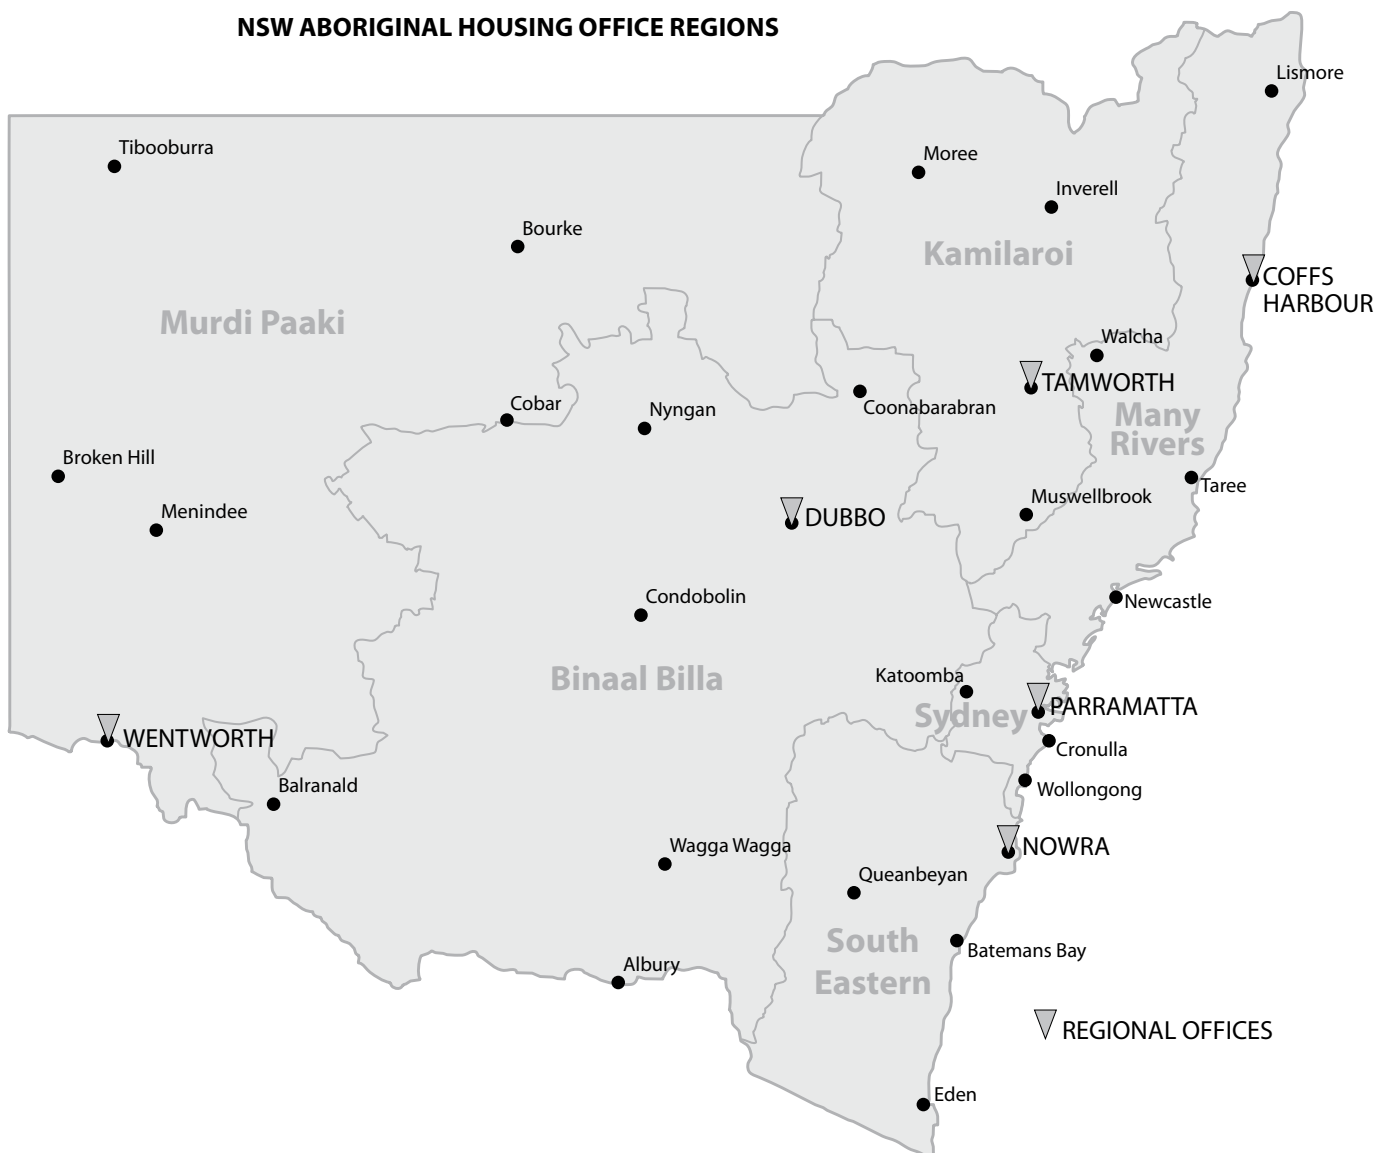 NSW ABORIGINAL HOUSING OFFICE REGIONS
Lismore
Tibooburra
Moree
Inverell
Bourke
Kamilaroi
COFFS
HARBOUR
Murdi Paaki
Walcha
TAMWORTH
Cobar
Nyngan
Coonabarabran
Many
Rivers
Broken Hill
Menindee
Muswellbrook
Taree
DUBBO
Condobolin
Newcastle
Binaal Billa
Katoomba
Sydney
PARRAMATTA
WENTWORTH
Cronulla
Balranald
Wollongong
Wagga Wagga
NOWRA
Queanbeyan
South
Eastern
Batemans Bay
Albury
REGIONAL OFFICES
Eden